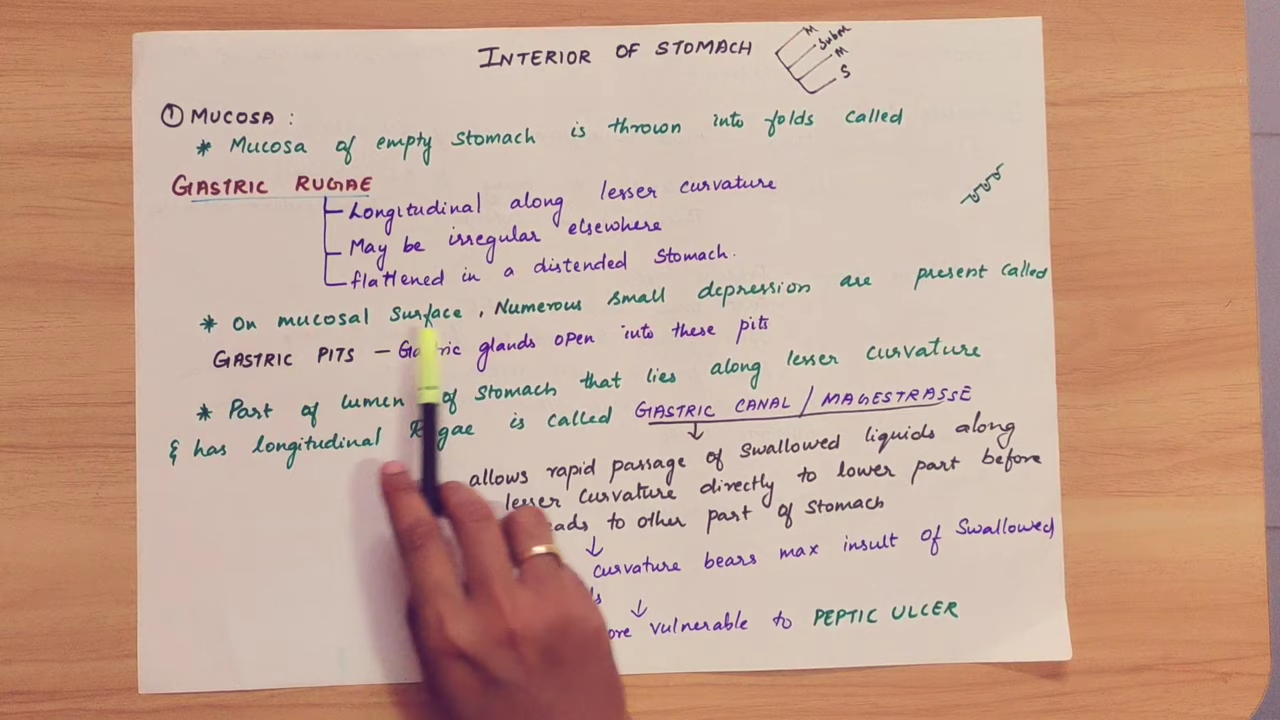 INTERIOR OF STOMACH
M
SubM
M
S
① MUCOSA :
* Mucosa of empty Stomach is thrown into folds called
GASTRIC RUGAE
Longitudinal along lesser curvature
May be irregular elsewhere
flattened in a distended Stomach.
* On mucosal Surface, Numerous small depression are present called
GASTRIC PITS – Gastric glands open into these pits
* Part of lumen of Stomach that lies along lesser curvature
& has longitudinal Rugae is called GASTRIC CANAL / MAGESTRASSE
↓
allows rapid passage of Swallowed liquids along
lesser curvature directly to lower part before
to other part of Stomach
↓
curvature bears max insult of Swallowed
↓
vulnerable to PEPTIC ULCER